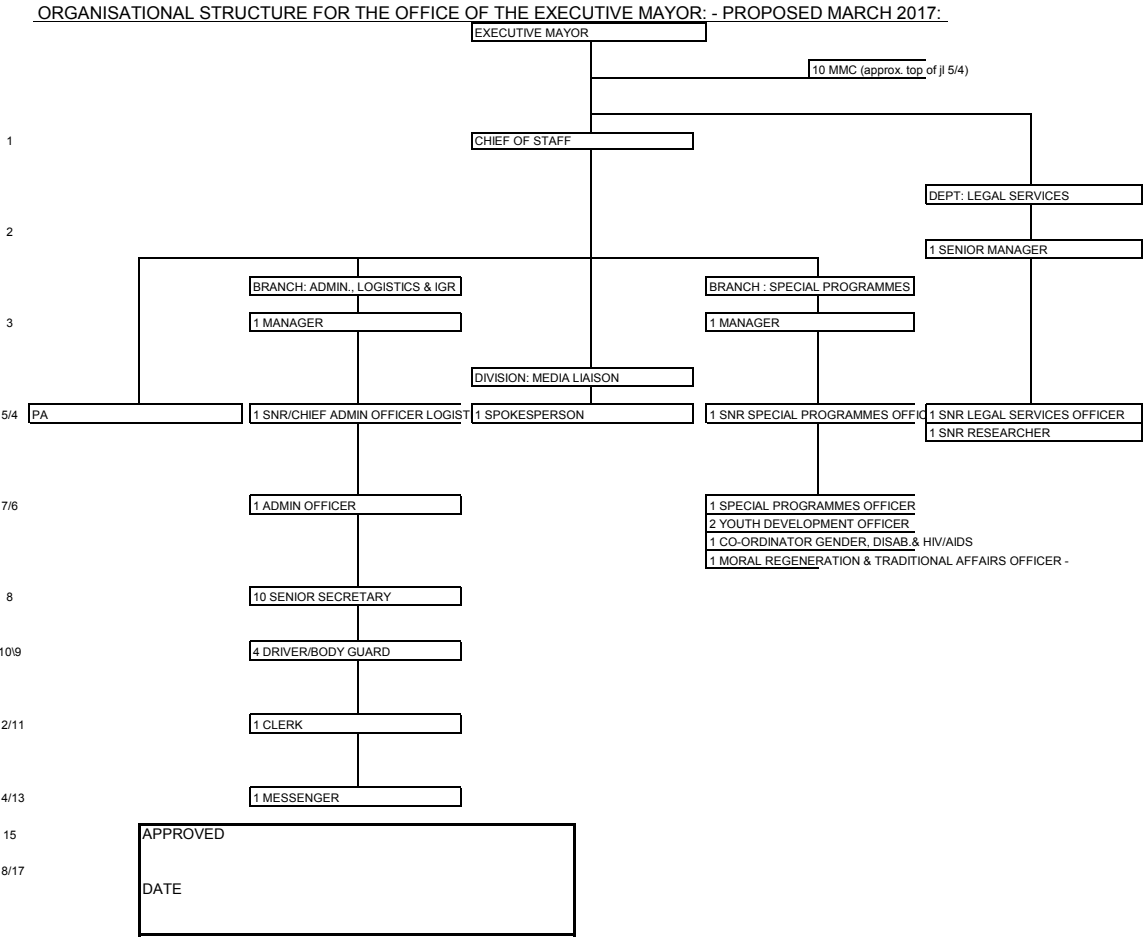 ORGANISATIONAL STRUCTURE FOR THE OFFICE OF THE EXECUTIVE MAYOR: - PROPOSED MARCH 2017:
EXECUTIVE MAYOR
10 MMC (approx. top of jl 5/4)
1
CHIEF OF STAFF
DEPT: LEGAL SERVICES
2
1 SENIOR MANAGER
BRANCH: ADMIN., LOGISTICS & IGR
BRANCH : SPECIAL PROGRAMMES
3
1 MANAGER
1 MANAGER
DIVISION: MEDIA LIAISON
5/4
PA
1 SNR/CHIEF ADMIN OFFICER LOGIST
1 SPOKESPERSON
1 SNR SPECIAL PROGRAMMES OFFIC
1 SNR LEGAL SERVICES OFFICER
1 SNR RESEARCHER
7/6
1 ADMIN OFFICER
1 SPECIAL PROGRAMMES OFFICER
2 YOUTH DEVELOPMENT OFFICER
1 CO-ORDINATOR GENDER, DISAB.& HIV/AIDS
1 MORAL REGENERATION & TRADITIONAL AFFAIRS OFFICER -
8
10 SENIOR SECRETARY
10\9
4 DRIVER/BODY GUARD
2/11
1 CLERK
4/13
1 MESSENGER
15
APPROVED
8/17
DATE